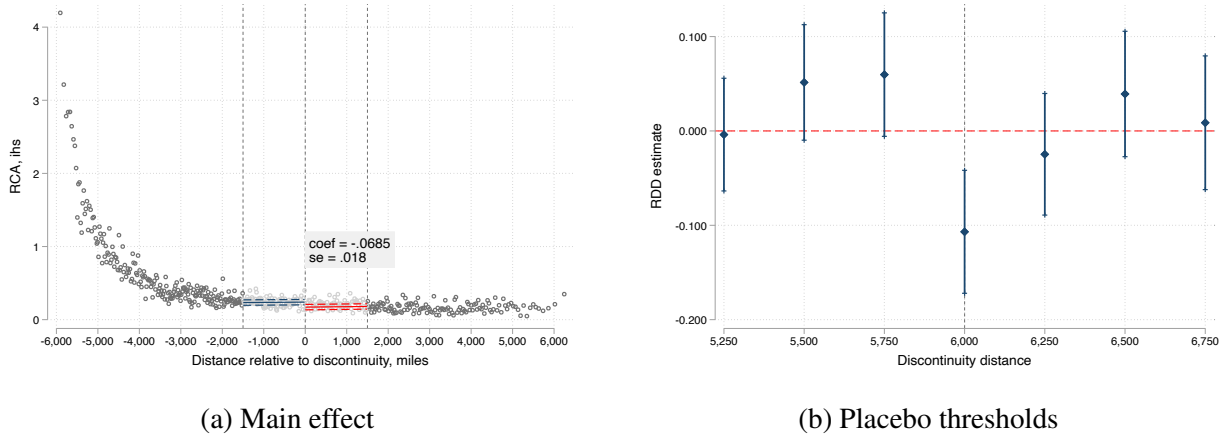 RCA, ihs
4
3
2
1
0
coef = -.0685
se = .018
-6,000 -5,000 -4,000 -3,000 -2,000 -1,000 0 1,000 2,000 3,000 4,000 5,000 6,000
Distance relative to discontinuity, miles
(a) Main effect
RDD estimate
0.100
0.000
-0.100
-0.200
5,250 5,500 5,750 6,000 6,250 6,500 6,750
Discontinuity distance
(b) Placebo thresholds